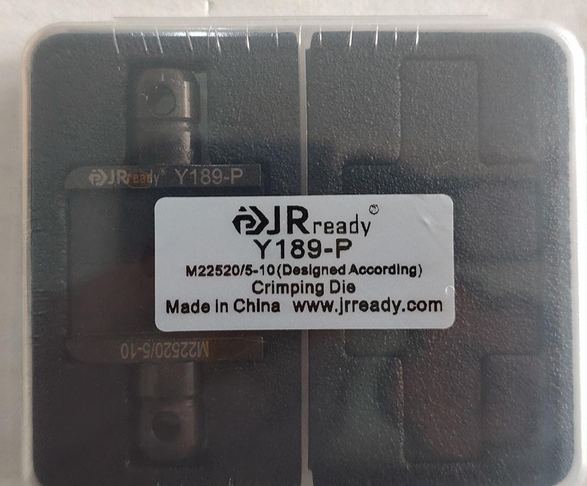 JRready® Y189-P
JRready®
Y189-P
M22520/5-10(Designed According)
Crimping Die
Made in China www.jrready.com
M22520/5-10